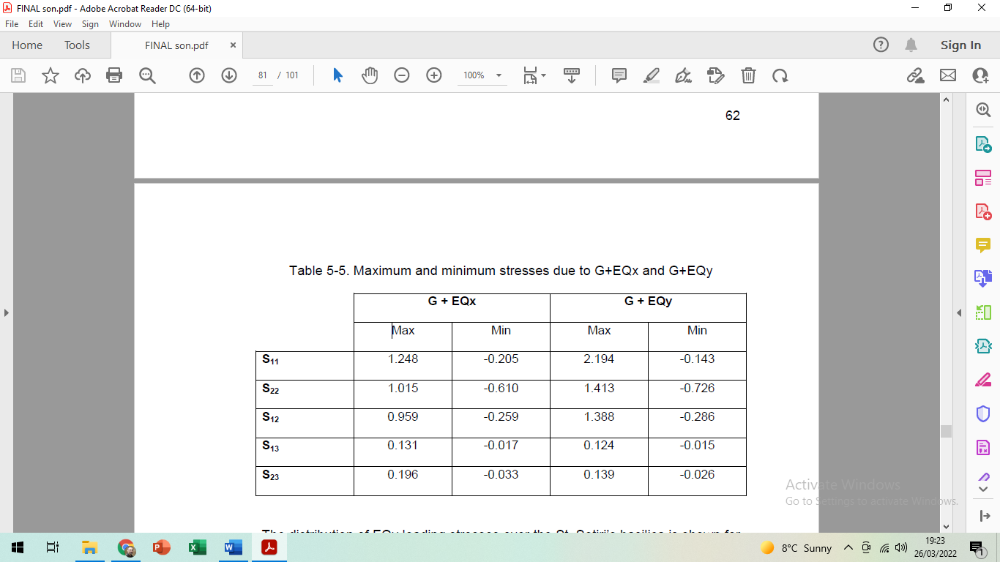 FINAL son.pdf - Adobe Acrobat Reader DC (64-bit)
File Edit View Sign Window Help
Home Tools FINAL son.pdf × Sign In
81 / 101 100%
62
Table 5-5. Maximum and minimum stresses due to G+EQx and G+EQy
G + EQx G + EQy
Max Min Max Min
S11 1.248 -0.205 2.194 -0.143
S22 1.015 -0.610 1.413 -0.726
S12 0.959 -0.259 1.388 -0.286
S13 0.131 -0.017 0.124 -0.015
S23 0.196 -0.033 0.139 -0.026
Activate Windows
Go to Settings to activate Windows.
8°C Sunny 19:23
26/03/2022
1